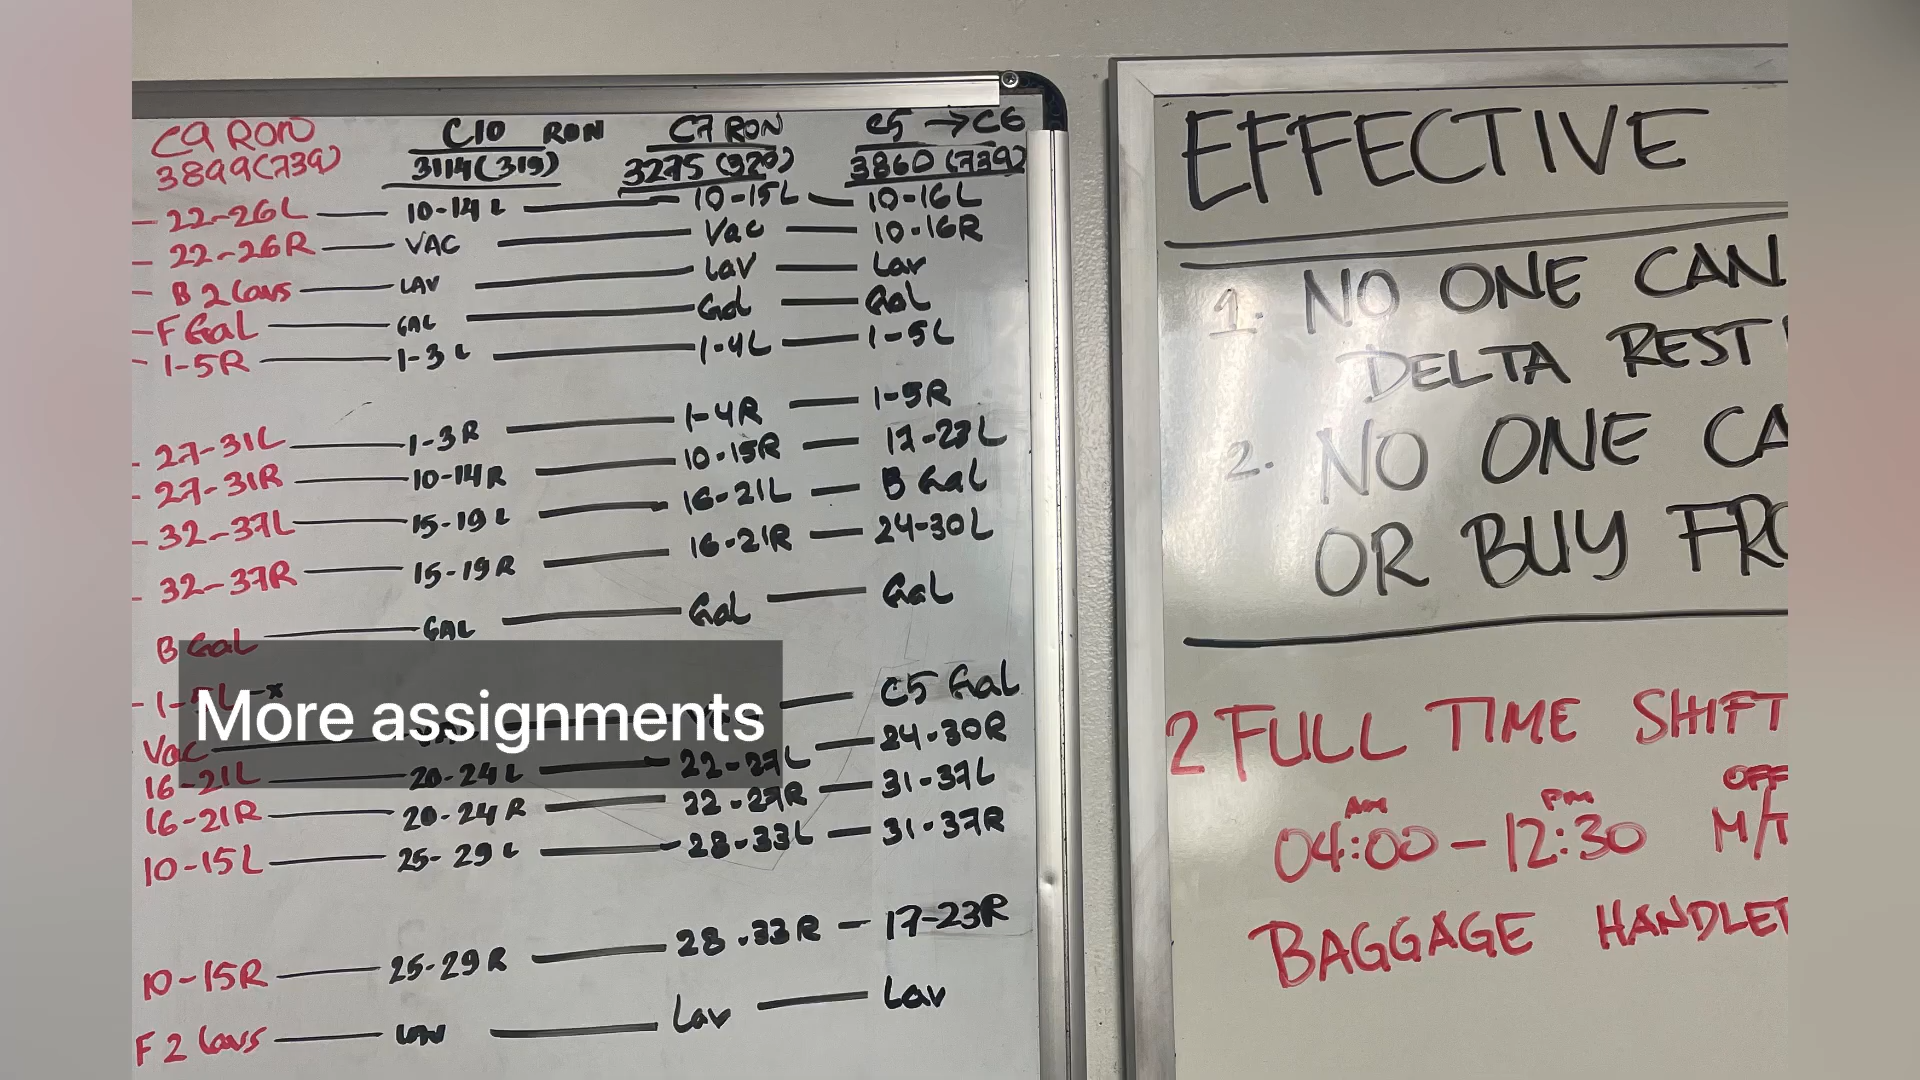 C9 RON C10 RON C7 RON C5 → C6
3899(739) 3114(319) 3275(320) 3860(739)
- 22-26L — 10-14L — 10-15L — 10-16L
- 22-26R — VAC — Vac — 10-16R
- B 2 Lavs — LAV — Lav — Lav
- F Gal — GAL — Gal — Gal
- 1-5R — 1-3L — 1-4L — 1-5L
- 27-31L — 1-3R — 1-4R — 1-5R
- 27-31R — 10-14R — 10-15R — 17-23L
- 32-37L — 15-19L — 16-21L — B Gal
- 32-37R — 15-19R — 16-21R — 24-30L
B Gal — GAL — Gal — Gal
- 1-5L -x — C5 Gal
Vac — 24-30R
16-21L — 20-24L — 22-27L — 31-37L
16-21R — 20-24R — 22-27R — 31-37R
10-15L — 25-29L — 28-33L
10-15R — 25-29R — 28-33R — 17-23R
F 2 Lavs — LAV — Lav — Lav
More assignments
EFFECTIVE
1. NO ONE CAN
DELTA REST
2. NO ONE CA
OR BUY FRO
2 FULL TIME SHIFT
AM PM OFF
04:00 - 12:30 M/T
BAGGAGE HANDLER